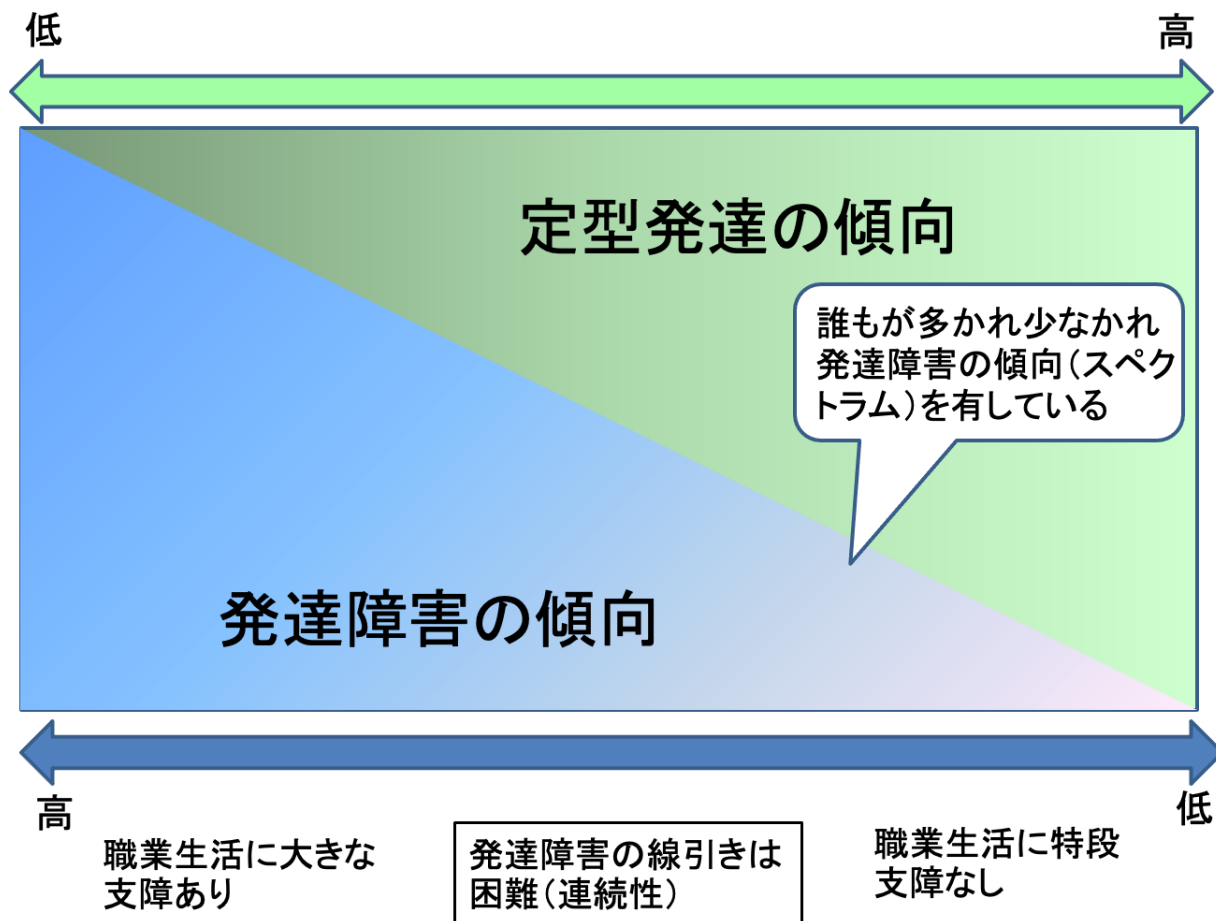 低
高
定型発達の傾向
誰もが多かれ少なかれ
発達障害の傾向(スペク
トラム)を有している
発達障害の傾向
高
低
職業生活に大きな
支障あり
発達障害の線引きは
困難(連続性)
職業生活に特段
支障なし